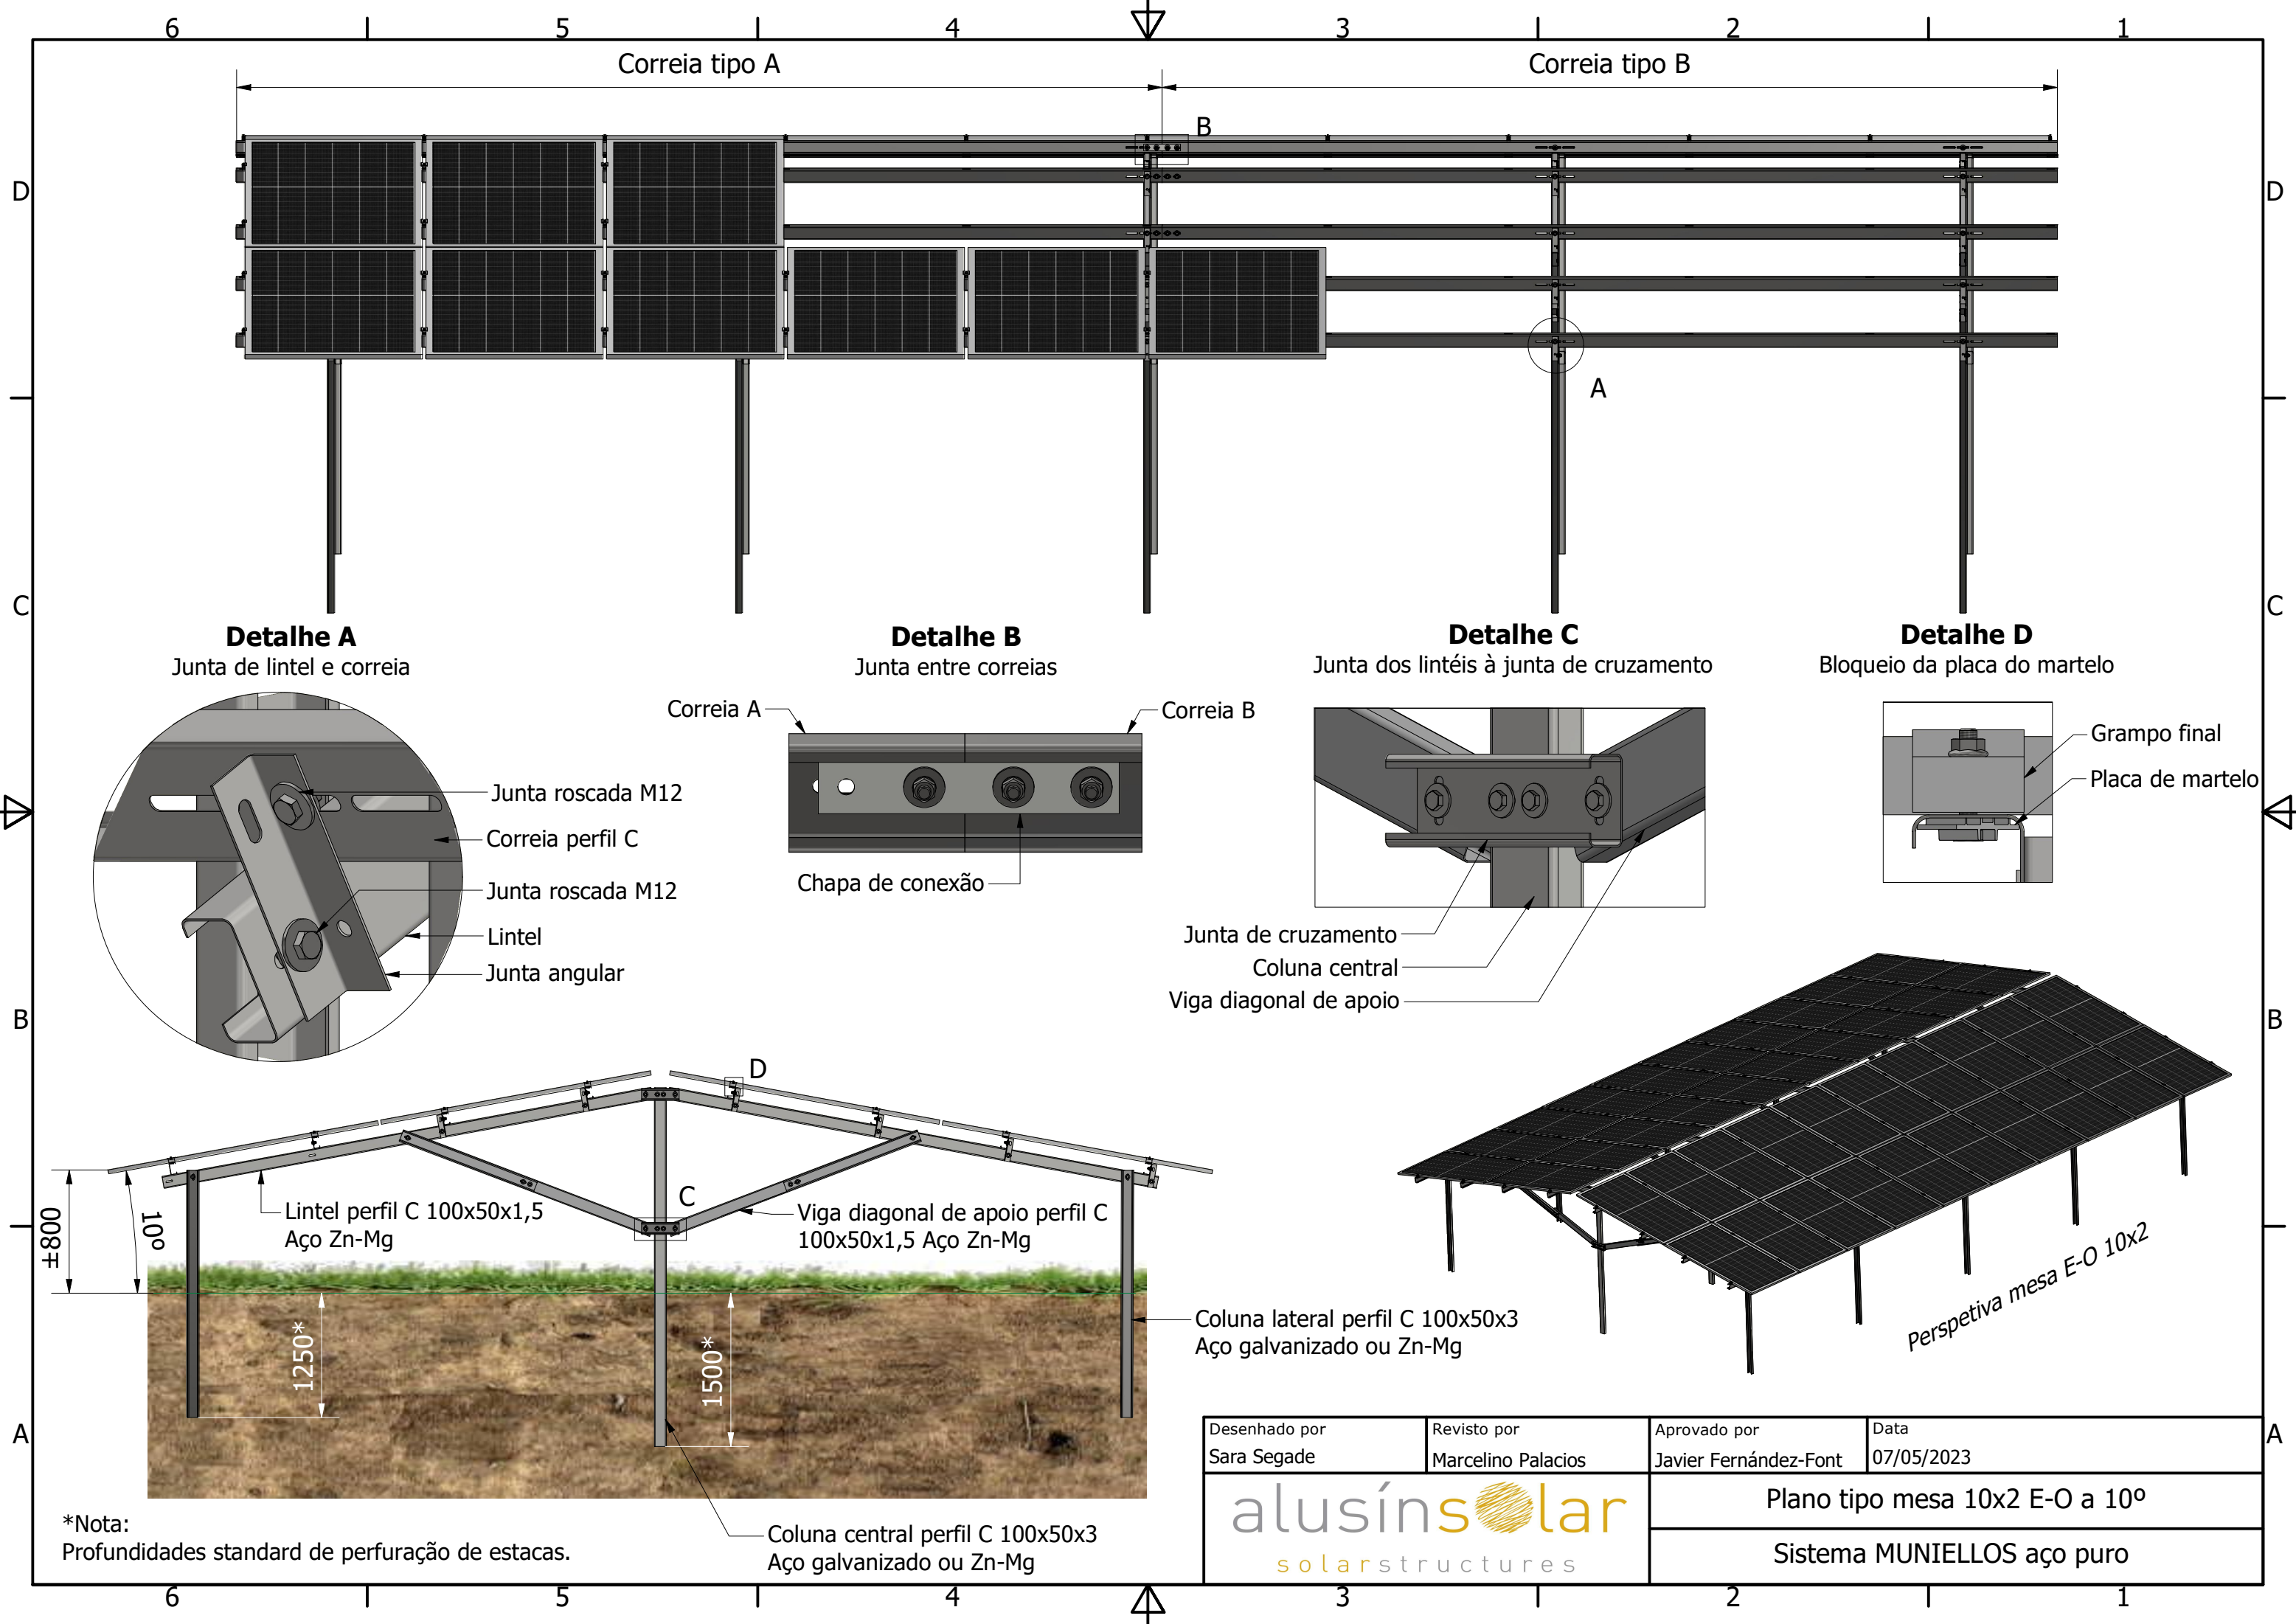 6 5 4 3 2 1
Correia tipo A
Correia tipo B
B
D
D
A
C
C
Detalhe A
Junta de lintel e correia
Junta roscada M12
Correia perfil C
Junta roscada M12
Lintel
Junta angular
Detalhe B
Junta entre correias
Correia A
Correia B
Chapa de conexão
Detalhe C
Junta dos lintéis à junta de cruzamento
Junta de cruzamento
Coluna central
Viga diagonal de apoio
Detalhe D
Bloqueio da placa do martelo
Grampo final
Placa de martelo
B
B
D
C
±800
10º
Lintel perfil C 100x50x1,5
Aço Zn-Mg
Viga diagonal de apoio perfil C
100x50x1,5 Aço Zn-Mg
1250*
1500*
Coluna lateral perfil C 100x50x3
Aço galvanizado ou Zn-Mg
Coluna central perfil C 100x50x3
Aço galvanizado ou Zn-Mg
Perspetiva mesa E-O 10x2
A
A
*Nota:
Profundidades standard de perfuração de estacas.
Desenhado por
Sara Segade
Revisto por
Marcelino Palacios
Aprovado por
Javier Fernández-Font
Data
07/05/2023
alusínsolar
solarstructures
Plano tipo mesa 10x2 E-O a 10º
Sistema MUNIELLOS aço puro
6 5 4 3 2 1